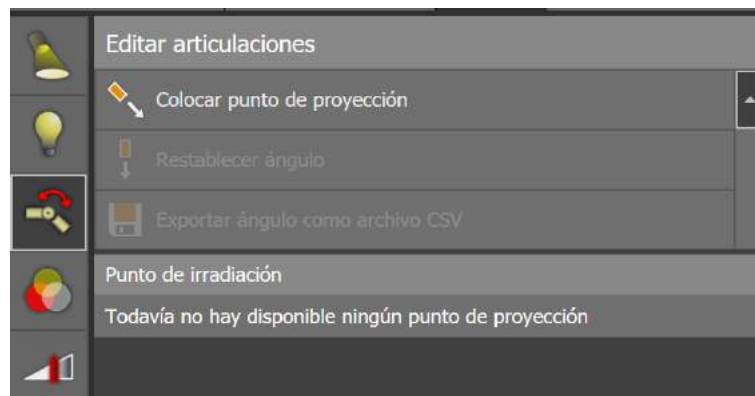 Editar articulaciones
Colocar punto de proyección
Restablecer ángulo
Exportar ángulo como archivo CSV
Punto de irradiación
Todavía no hay disponible ningún punto de proyección